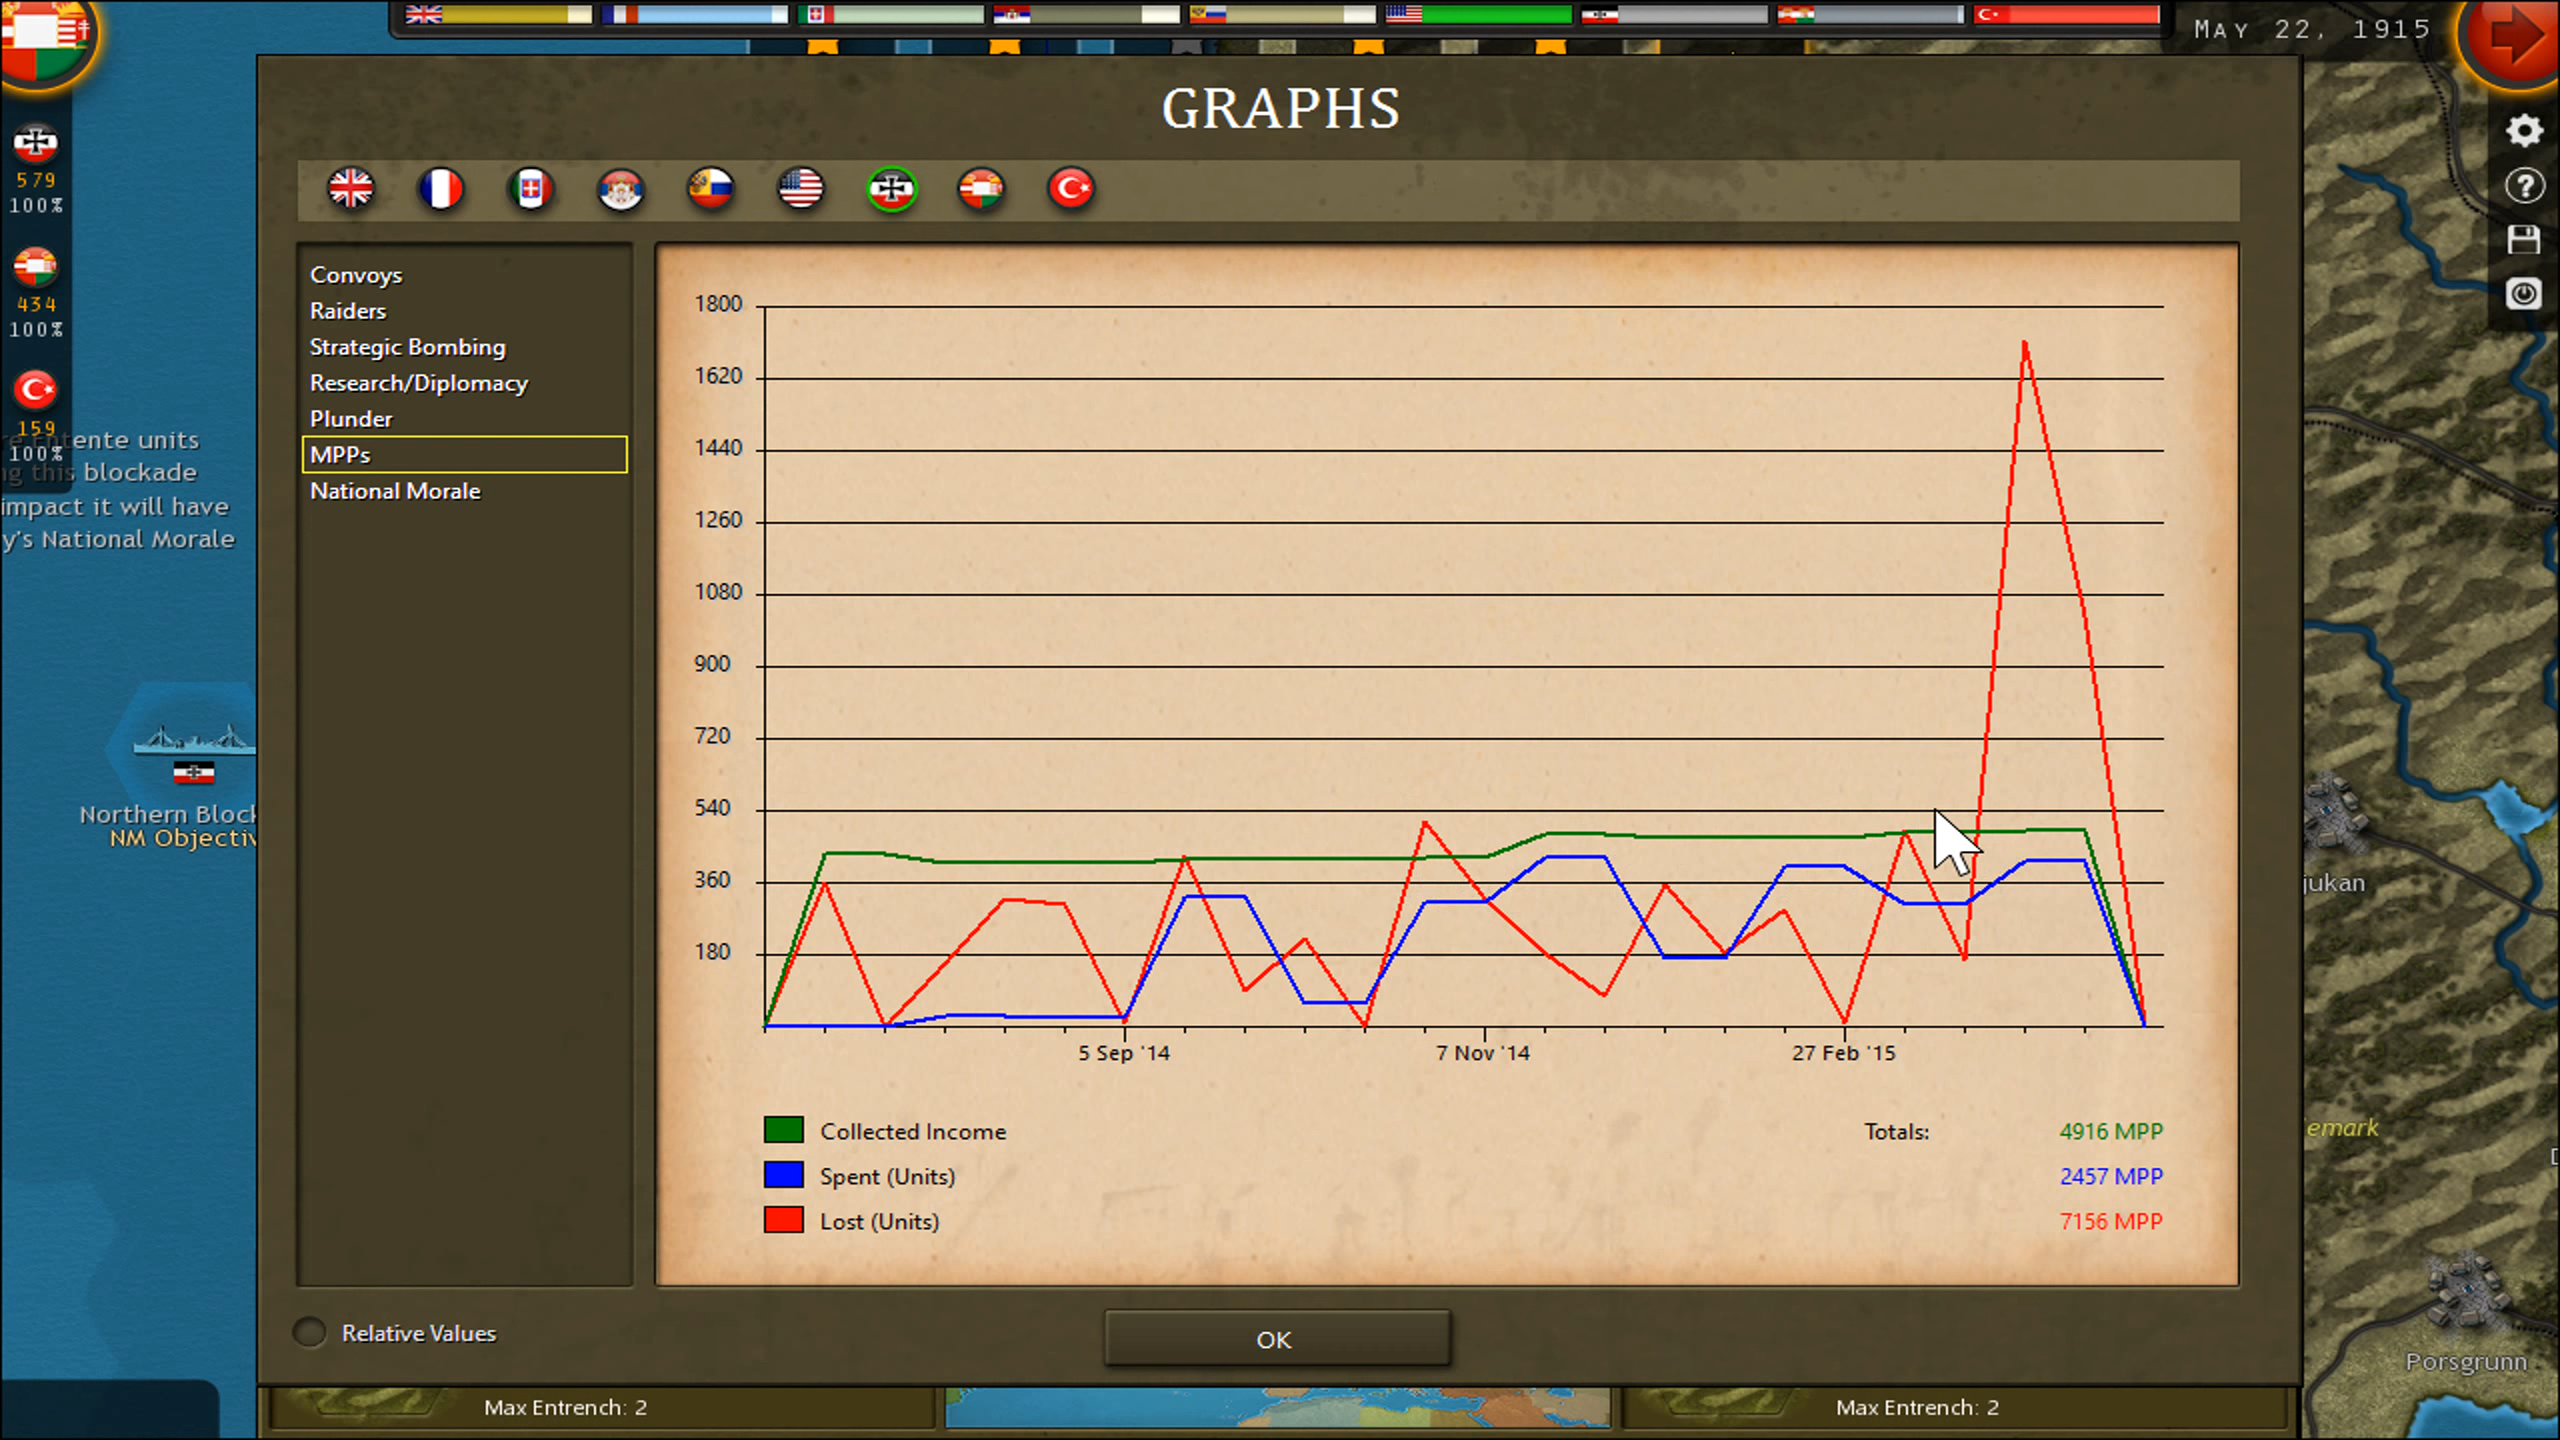 MAY 22, 1915
GRAPHS
579
100%
434
100%
159
100%
Entente units
this blockade
impact it will have
y's National Morale
Convoys
Raiders
Strategic Bombing
Research/Diplomacy
Plunder
MPPs
National Morale
1800
1620
1440
1260
1080
900
720
540
360
180
5 Sep '14
7 Nov '14
27 Feb '15
Collected Income
Spent (Units)
Lost (Units)
Totals:
4916 MPP
2457 MPP
7156 MPP
Northern Block
NM Objectiv
jukan
emark
Porsgrunn
Relative Values
OK
Max Entrench: 2
Max Entrench: 2